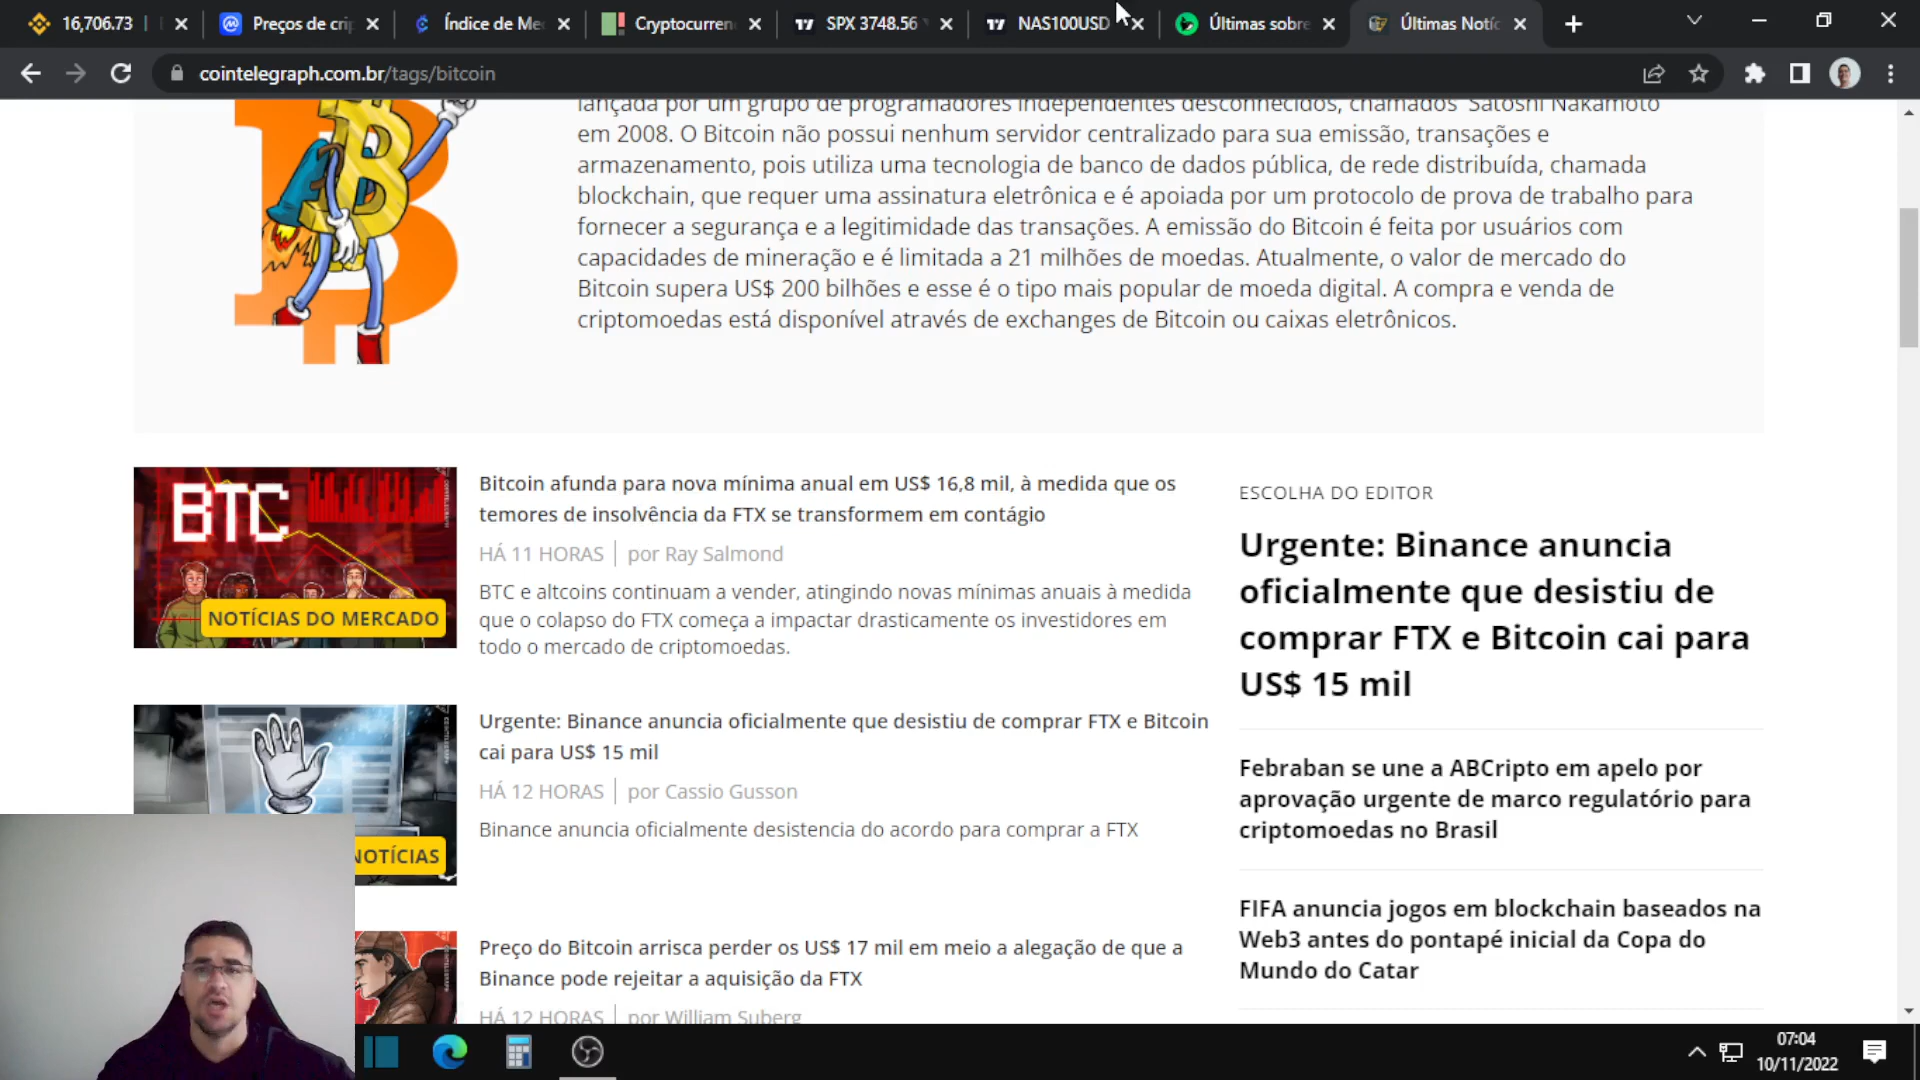 16,706.73
Preços de crip
Índice de Me
Cryptocurren
SPX 3748.56
NAS100USD
Últimas sobre
Últimas Notíc
cointelegraph.com.br/tags/bitcoin
lançada por um grupo de programadores independentes desconhecidos, chamados 'Satoshi Nakamoto'
em 2008. O Bitcoin não possui nenhum servidor centralizado para sua emissão, transações e
armazenamento, pois utiliza uma tecnologia de banco de dados pública, de rede distribuída, chamada
blockchain, que requer uma assinatura eletrônica e é apoiada por um protocolo de prova de trabalho para
fornecer a segurança e a legitimidade das transações. A emissão do Bitcoin é feita por usuários com
capacidades de mineração e é limitada a 21 milhões de moedas. Atualmente, o valor de mercado do
Bitcoin supera US$ 200 bilhões e esse é o tipo mais popular de moeda digital. A compra e venda de
criptomoedas está disponível através de exchanges de Bitcoin ou caixas eletrônicos.
BTC
NOTÍCIAS DO MERCADO
Bitcoin afunda para nova mínima anual em US$ 16,8 mil, à medida que os
temores de insolvência da FTX se transformem em contágio
HÁ 11 HORAS | por Ray Salmond
BTC e altcoins continuam a vender, atingindo novas mínimas anuais à medida
que o colapso do FTX começa a impactar drasticamente os investidores em
todo o mercado de criptomoedas.
NOTÍCIAS
Urgente: Binance anuncia oficialmente que desistiu de comprar FTX e Bitcoin
cai para US$ 15 mil
HÁ 12 HORAS | por Cassio Gusson
Binance anuncia oficialmente desistencia do acordo para comprar a FTX
Preço do Bitcoin arrisca perder os US$ 17 mil em meio a alegação de que a
Binance pode rejeitar a aquisição da FTX
HÁ 12 HORAS | por William Suberg
ESCOLHA DO EDITOR
Urgente: Binance anuncia
oficialmente que desistiu de
comprar FTX e Bitcoin cai para
US$ 15 mil
Febraban se une a ABCripto em apelo por
aprovação urgente de marco regulatório para
criptomoedas no Brasil
FIFA anuncia jogos em blockchain baseados na
Web3 antes do pontapé inicial da Copa do
Mundo do Catar
07:04
10/11/2022